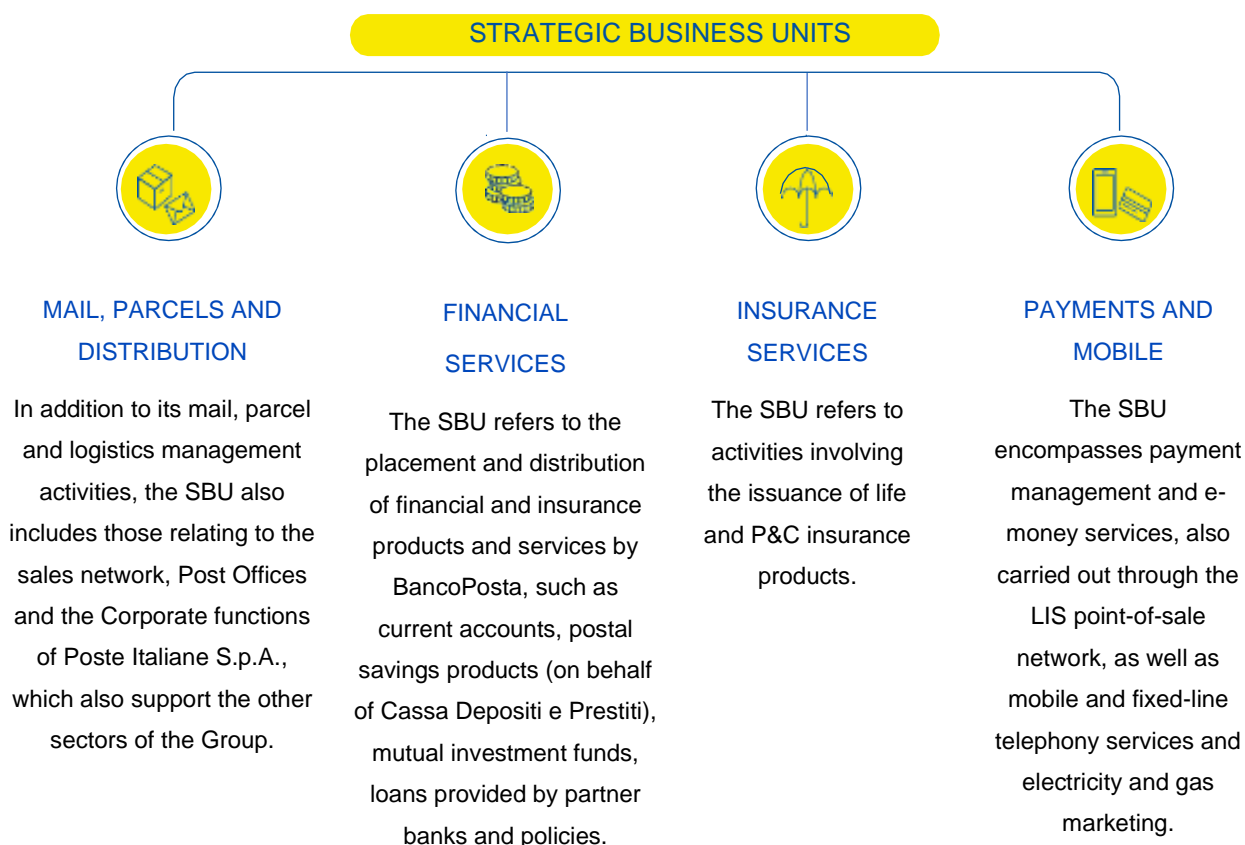 STRATEGIC BUSINESS UNITS
MAIL, PARCELS AND
DISTRIBUTION
In addition to its mail, parcel
and logistics management
activities, the SBU also
includes those relating to the
sales network, Post Offices
and the Corporate functions
of Poste Italiane S.p.A.,
which also support the other
sectors of the Group.
FINANCIAL
SERVICES
The SBU refers to the
placement and distribution
of financial and insurance
products and services by
BancoPosta, such as
current accounts, postal
savings products (on behalf
of Cassa Depositi e Prestiti),
mutual investment funds,
loans provided by partner
banks and policies.
INSURANCE
SERVICES
The SBU refers to
activities involving
the issuance of life
and P&C insurance
products.
PAYMENTS AND
MOBILE
The SBU
encompasses payment
management and e-
money services, also
carried out through the
LIS point-of-sale
network, as well as
mobile and fixed-line
telephony services and
electricity and gas
marketing.